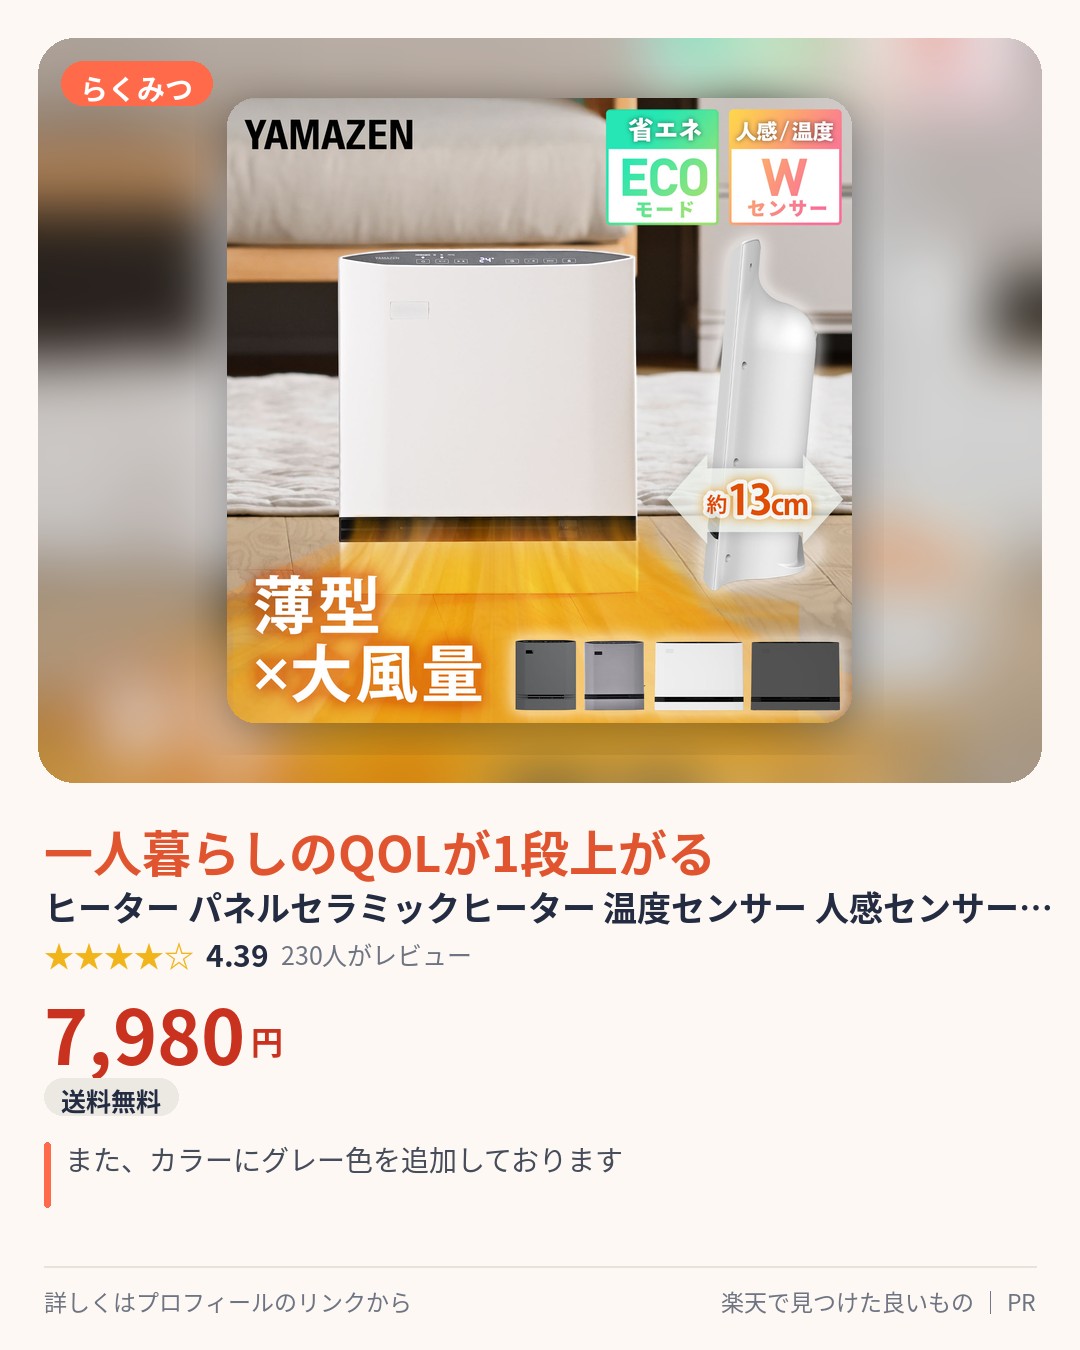 らくみつ
YAMAZEN
省エネ
ECO
モード
人感/温度
W
センサー
約13cm
薄型
×大風量
一人暮らしのQOLが1段上がる
ヒーター パネルセラミックヒーター 温度センサー 人感センサー…
★★★★☆ 4.39 230人がレビュー
7,980円
送料無料
また、カラーにグレー色を追加しております
詳しくはプロフィールのリンクから
楽天で見つけた良いもの | PR